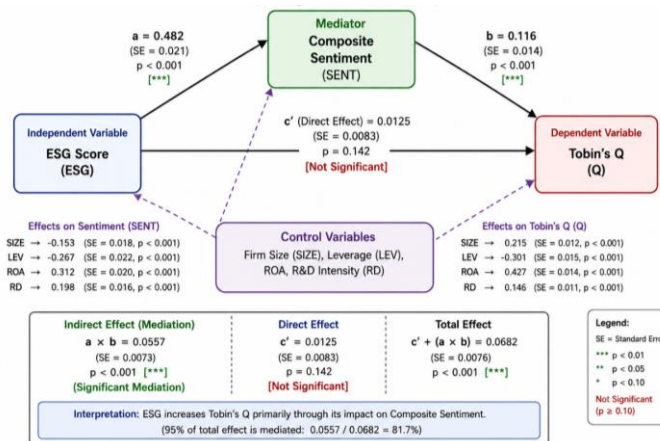 Mediator
Composite
Sentiment
(SENT)
a = 0.482
(SE = 0.021)
p < 0.001
[***]
b = 0.116
(SE = 0.014)
p < 0.001
[***]
Independent Variable
ESG Score
(ESG)
c' (Direct Effect) = 0.0125
(SE = 0.0083)
p = 0.142
[Not Significant]
Dependent Variable
Tobin's Q
(Q)
Effects on Sentiment (SENT)
SIZE → -0.153 (SE = 0.018, p < 0.001)
LEV → -0.267 (SE = 0.022, p < 0.001)
ROA → 0.312 (SE = 0.020, p < 0.001)
RD → 0.198 (SE = 0.016, p < 0.001)
Control Variables
Firm Size (SIZE), Leverage (LEV),
ROA, R&D Intensity (RD)
Effects on Tobin's Q (Q)
SIZE → 0.215 (SE = 0.012, p < 0.001)
LEV → -0.301 (SE = 0.015, p < 0.001)
ROA → 0.427 (SE = 0.014, p < 0.001)
RD → 0.146 (SE = 0.011, p < 0.001)
Indirect Effect (Mediation)
a × b = 0.0557
(SE = 0.0073)
p < 0.001 [***]
(Significant Mediation)
Direct Effect
c' = 0.0125
(SE = 0.0083)
p = 0.142
[Not Significant]
Total Effect
c' + (a × b) = 0.0682
(SE = 0.0076)
p < 0.001 [***]
Interpretation: ESG increases Tobin's Q primarily through its impact on Composite Sentiment.
(95% of total effect is mediated: 0.0557 / 0.0682 = 81.7%)
Legend:
SE = Standard Erro
*** p < 0.01
** p < 0.05
* p < 0.10
Not Significant
(p ≥ 0.10)